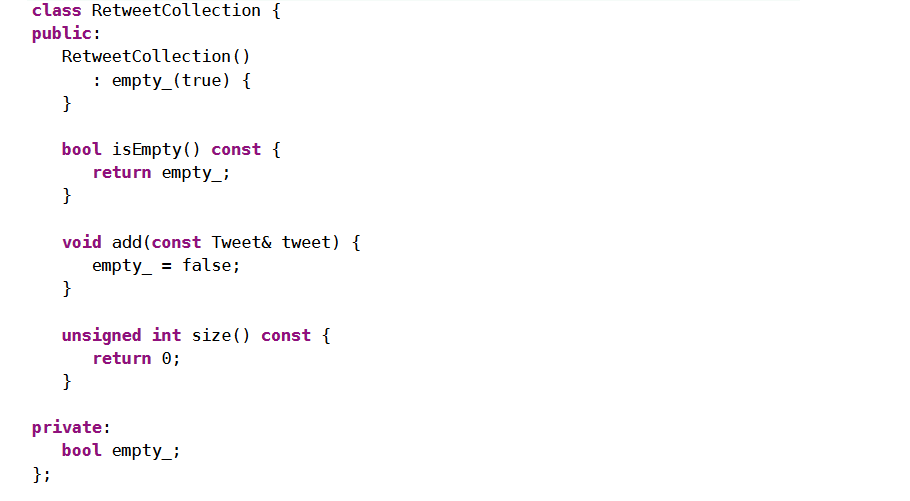 class RetweetCollection {
public:
   RetweetCollection()
      : empty_(true) {
   }

   bool isEmpty() const {
      return empty_;
   }

   void add(const Tweet& tweet) {
      empty_ = false;
   }

   unsigned int size() const {
      return 0;
   }

private:
   bool empty_;
};